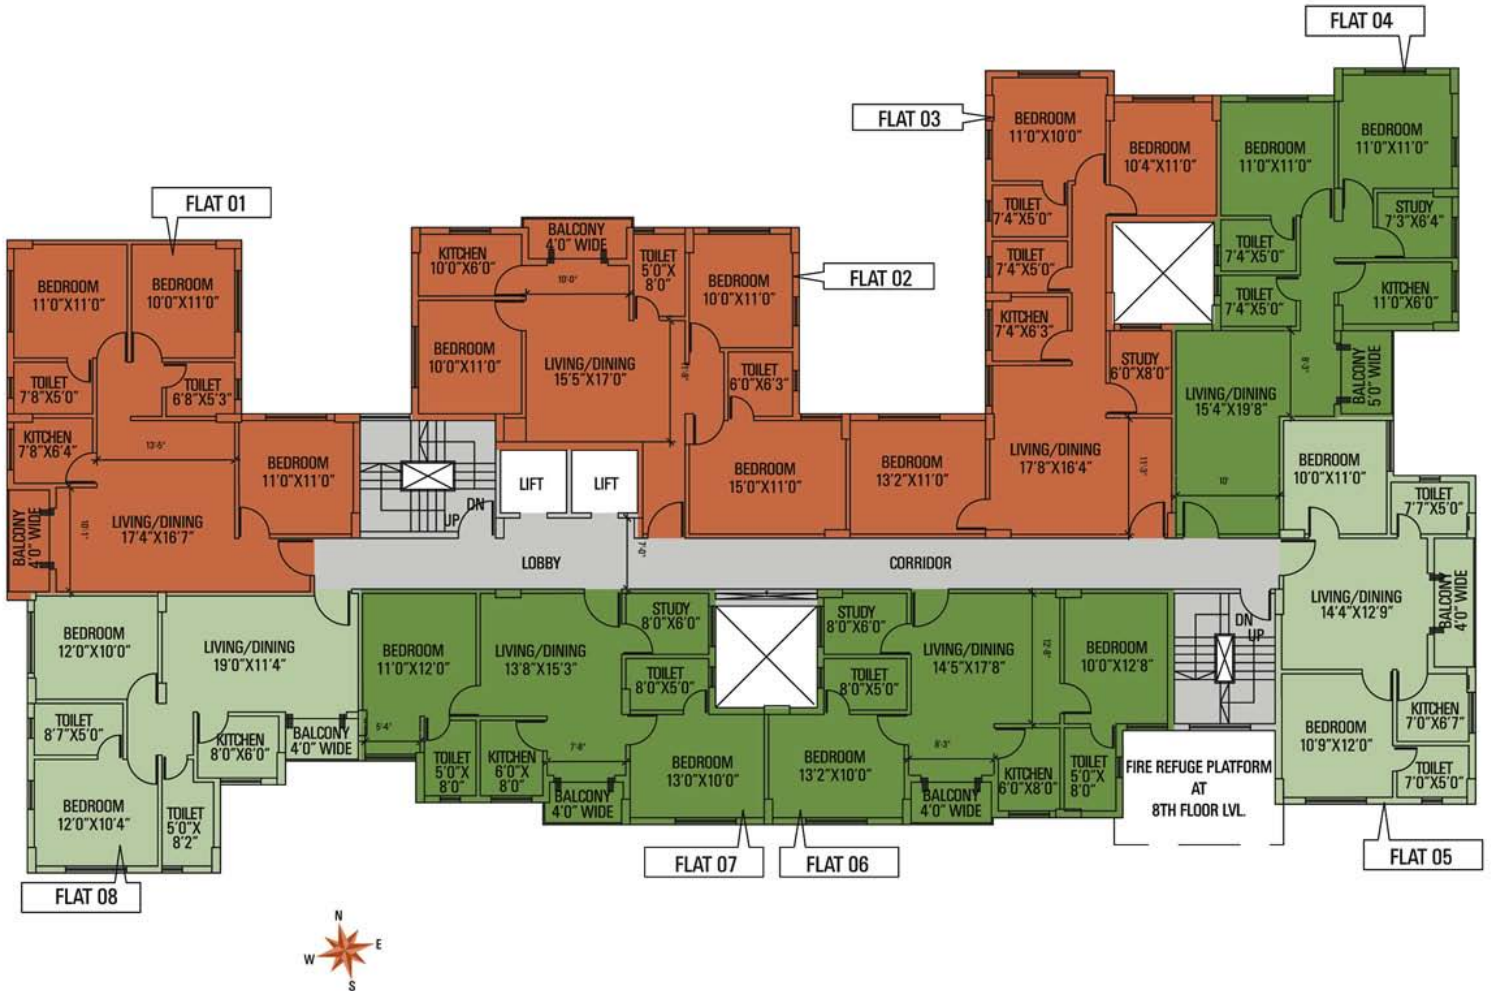 FLAT 04
FLAT 03
BEDROOM
11'0"X10'0"
BEDROOM
10'4"X11'0"
BEDROOM
11'0"X11'0"
BEDROOM
11'0"X11'0"
TOILET
7'4"X5'0"
TOILET
7'4"X5'0"
KITCHEN
7'4"X6'3"
STUDY
6'0"X8'0"
LIVING/DINING
17'8"X16'4"
11'3"
BEDROOM
13'2"X11'0"
STUDY
7'3"X6'4"
TOILET
7'4"X5'0"
TOILET
7'4"X5'0"
KITCHEN
11'0"X6'0"
LIVING/DINING
15'4"X19'8"
BALCONY
5'0" WIDE
10'
FLAT 01
BEDROOM
11'0"X11'0"
BEDROOM
10'0"X11'0"
TOILET
7'8"X5'0"
TOILET
6'8"X5'3"
KITCHEN
7'8"X6'4"
13'-5"
BEDROOM
11'0"X11'0"
LIVING/DINING
17'4"X16'7"
10'-1"
BALCONY
4'0" WIDE
FLAT 02
KITCHEN
10'0"X6'0"
BALCONY
4'0" WIDE
TOILET
5'0"X
8'0"
BEDROOM
10'0"X11'0"
10'-0"
BEDROOM
10'0"X11'0"
LIVING/DINING
15'5"X17'0"
TOILET
6'0"X6'3"
BEDROOM
15'0"X11'0"
LIFT
LIFT
DN
UP
LOBBY
7'-0"
CORRIDOR
BEDROOM
10'0"X11'0"
TOILET
7'7"X5'0"
LIVING/DINING
14'4"X12'9"
BALCONY
4'0" WIDE
BEDROOM
10'9"X12'0"
KITCHEN
7'0"X6'7"
TOILET
7'0"X5'0"
FLAT 05
DN
UP
FIRE REFUGE PLATFORM
AT
8TH FLOOR LVL.
BEDROOM
12'0"X10'0"
LIVING/DINING
19'0"X11'4"
TOILET
8'7"X5'0"
KITCHEN
8'0"X6'0"
BALCONY
4'0" WIDE
BEDROOM
12'0"X10'4"
TOILET
5'0"X
8'2"
FLAT 08
BEDROOM
11'0"X12'0"
LIVING/DINING
13'8"X15'3"
STUDY
8'0"X6'0"
TOILET
8'0"X5'0"
TOILET
5'0"X
8'0"
KITCHEN
6'0"X
8'0"
BALCONY
4'0" WIDE
BEDROOM
13'0"X10'0"
FLAT 07
STUDY
8'0"X6'0"
TOILET
8'0"X5'0"
LIVING/DINING
14'5"X17'8"
BEDROOM
10'0"X12'8"
BEDROOM
13'2"X10'0"
8'-3"
BALCONY
4'0" WIDE
KITCHEN
6'0"X8'0"
TOILET
5'0"X
8'0"
FLAT 06
N
E
W
S